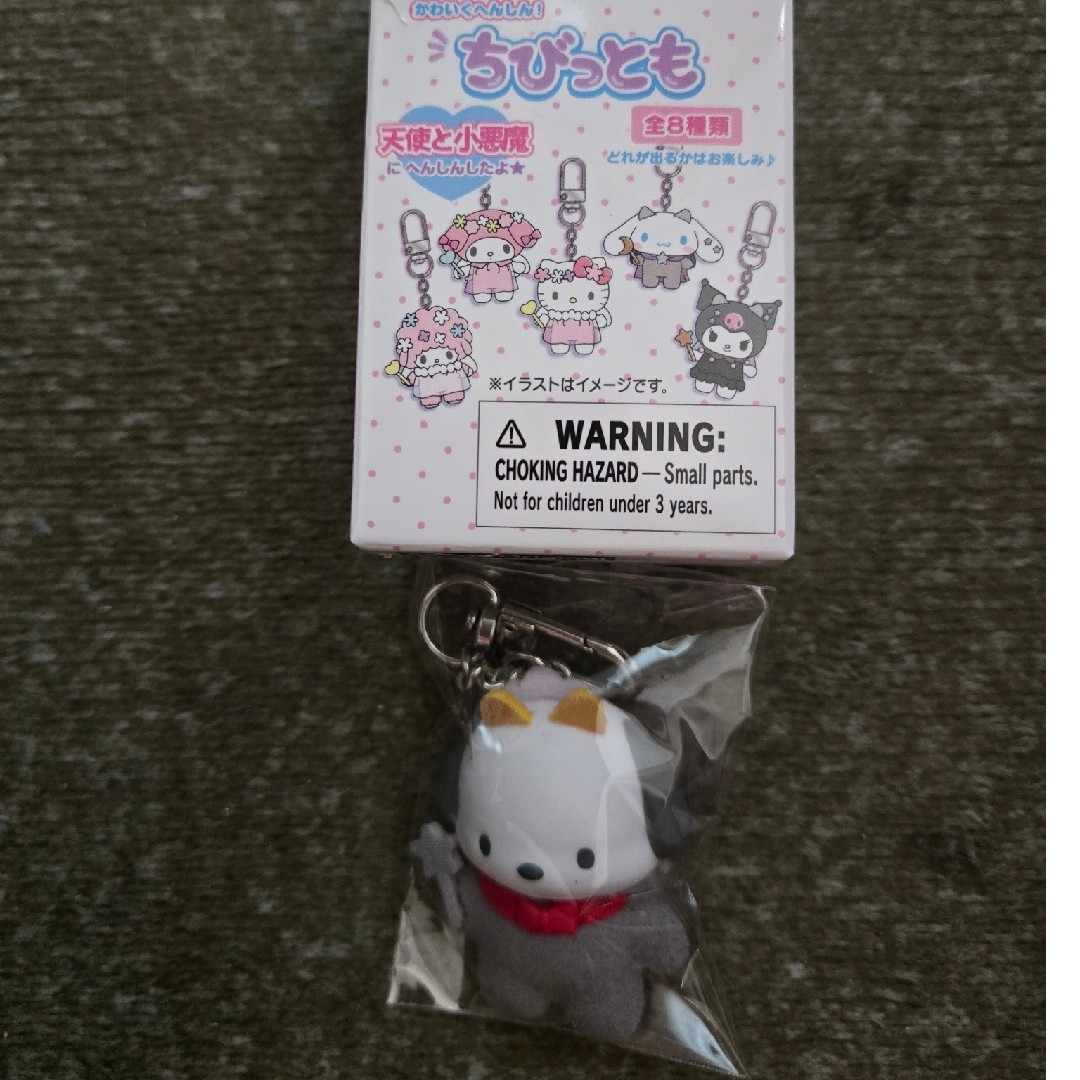 かわいくへんしん!
ちびっとも
天使と小悪魔
に へんしんしたよ★
全8種類
どれが出るかはお楽しみ♪
※イラストはイメージです。
⚠ WARNING:
CHOKING HAZARD — Small parts.
Not for children under 3 years.